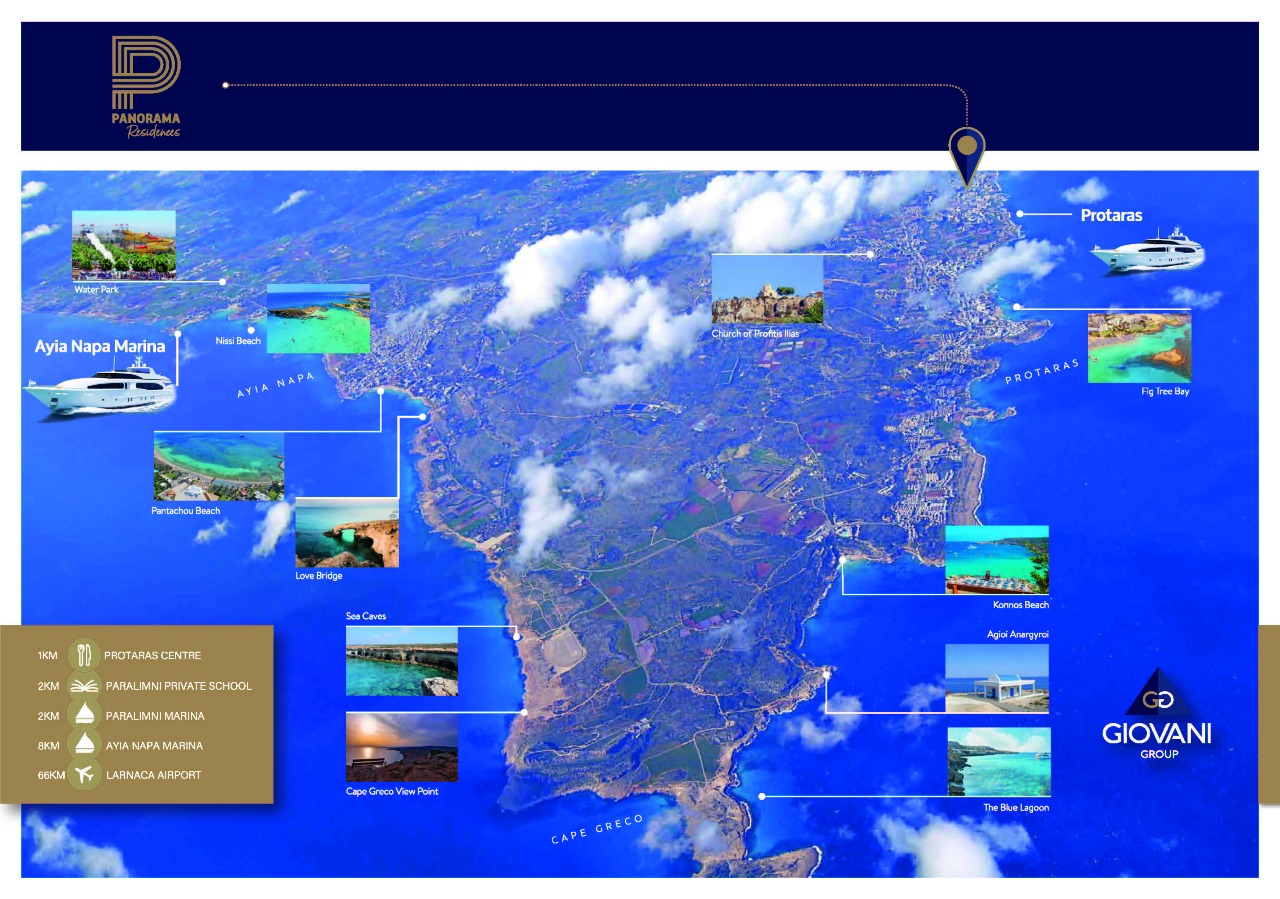 PANORAMA
Residences
Protaras
Water Park
Church of Profitis Ilias
Nissi Beach
Ayia Napa Marina
AYIA NAPA
PROTARAS
Fig Tree Bay
Pantachou Beach
Love Bridge
Konnos Beach
Sea Caves
Agioi Anargyroi
1KM PROTARAS CENTRE
2KM PARALIMNI PRIVATE SCHOOL
2KM PARALIMNI MARINA
8KM AYIA NAPA MARINA
66KM LARNACA AIRPORT
GIOVANI
GROUP
Cape Greco View Point
The Blue Lagoon
CAPE GRECO